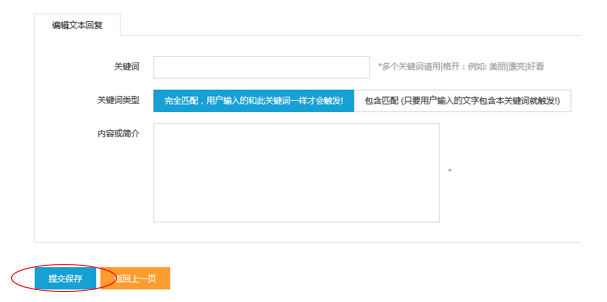 编辑文本回复
关键词 *多个关键词请用|格开：例如: 美丽|漂亮|好看
关键词类型 完全匹配，用户输入的和此关键词一样才会触发! 包含匹配 (只要用户输入的文字包含本关键词就触发!)
内容或简介 *
提交保存 返回上一页